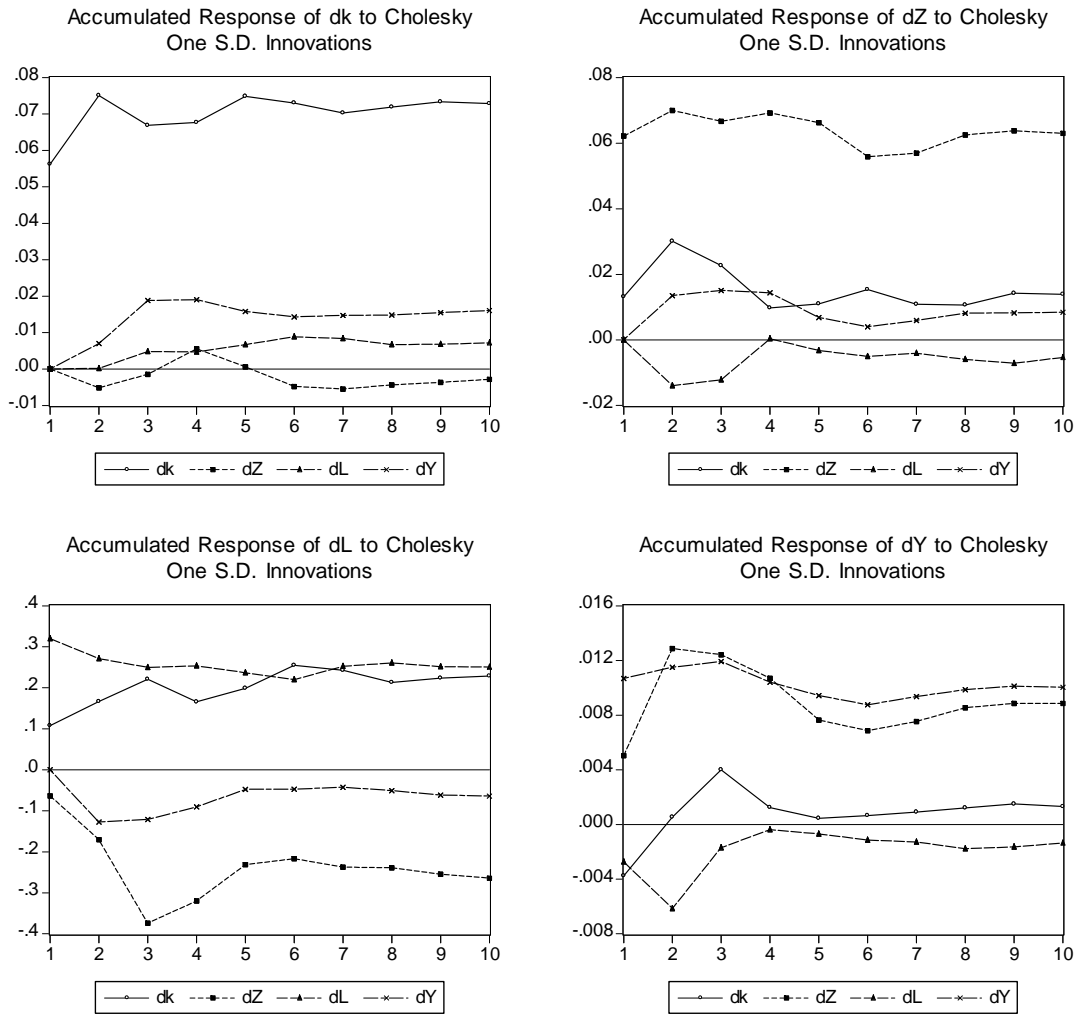 Accumulated Response of dk to Cholesky
One S.D. Innovations
.08
.07
.06
.05
.04
.03
.02
.01
.00
-.01
1 2 3 4 5 6 7 8 9 10
dk dZ dL dY
Accumulated Response of dZ to Cholesky
One S.D. Innovations
.08
.06
.04
.02
.00
-.02
1 2 3 4 5 6 7 8 9 10
dk dZ dL dY
Accumulated Response of dL to Cholesky
One S.D. Innovations
.4
.3
.2
.1
.0
-.1
-.2
-.3
-.4
1 2 3 4 5 6 7 8 9 10
dk dZ dL dY
Accumulated Response of dY to Cholesky
One S.D. Innovations
.016
.012
.008
.004
.000
-.004
-.008
1 2 3 4 5 6 7 8 9 10
dk dZ dL dY